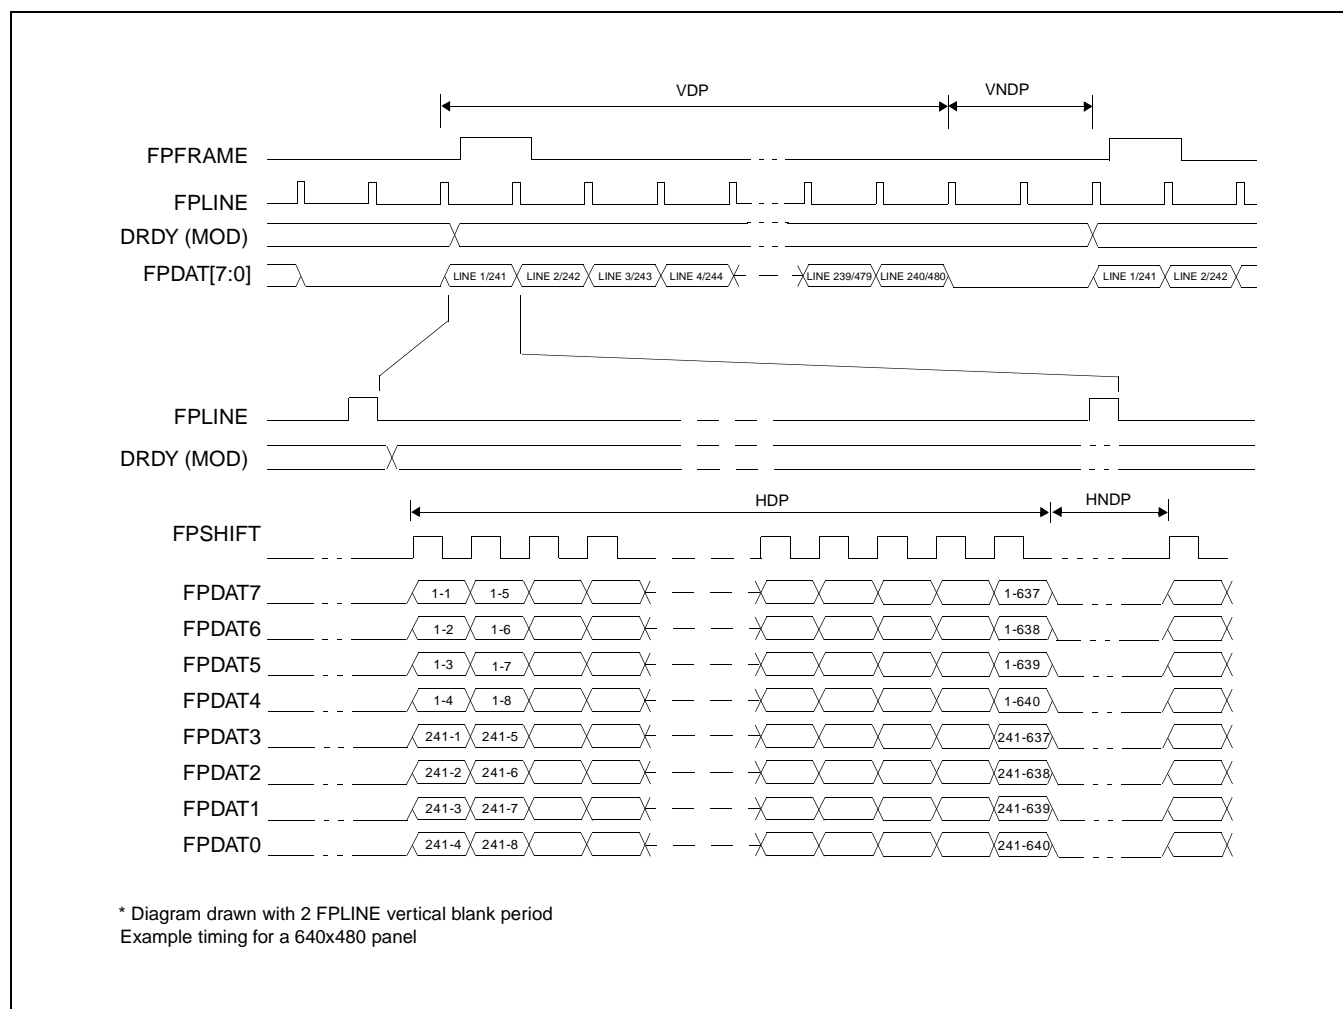 VDP VNDP
FPFRAME
FPLINE
DRDY (MOD)
FPDAT[7:0] LINE 1/241 LINE 2/242 LINE 3/243 LINE 4/244 LINE 239/479 LINE 240/480 LINE 1/241 LINE 2/242
FPLINE
DRDY (MOD)
HDP HNDP
FPSHIFT
FPDAT7 1-1 1-5 1-637
FPDAT6 1-2 1-6 1-638
FPDAT5 1-3 1-7 1-639
FPDAT4 1-4 1-8 1-640
FPDAT3 241-1 241-5 241-637
FPDAT2 241-2 241-6 241-638
FPDAT1 241-3 241-7 241-639
FPDAT0 241-4 241-8 241-640
* Diagram drawn with 2 FPLINE vertical blank period
Example timing for a 640x480 panel